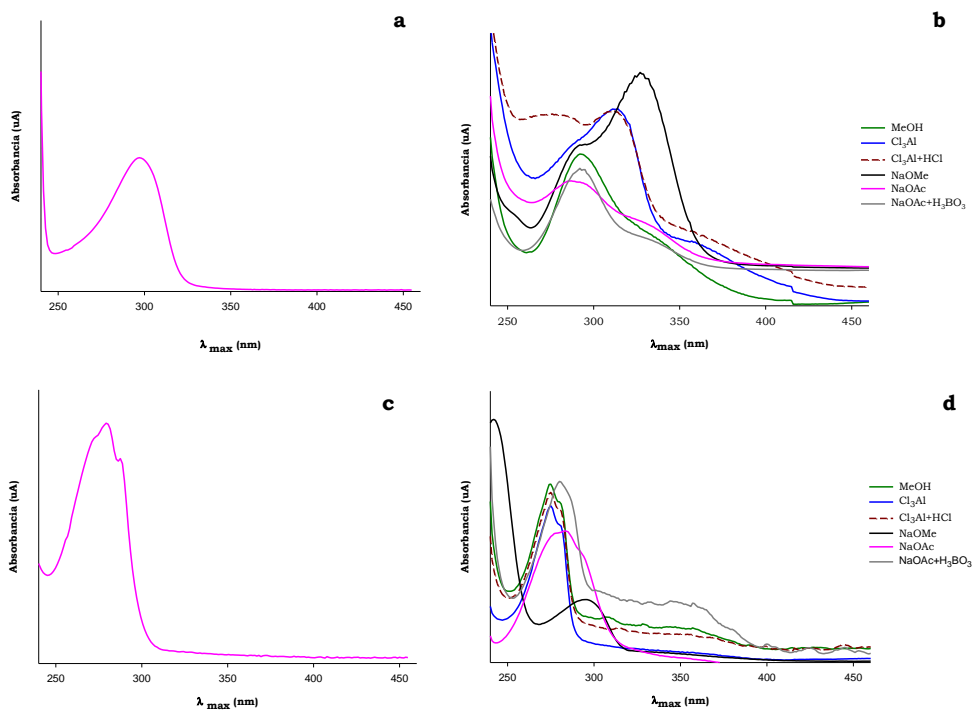 a
Absorbancia (uA)
250 300 350 400 450
λ max (nm)
b
Absorbancia (uA)
250 300 350 400 450
λmax (nm)
MeOH
Cl3Al
Cl3Al+HCl
NaOMe
NaOAc
NaOAc+H3BO3
c
Absorbancia (uA)
250 300 350 400 450
λ max (nm)
d
Absorbancia (uA)
250 300 350 400 450
λmax (nm)
MeOH
Cl3Al
Cl3Al+HCl
NaOMe
NaOAc
NaOAc+H3BO3